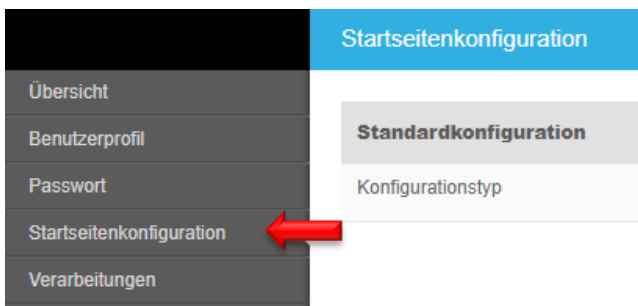 Startseitenkonfiguration
Übersicht
Benutzerprofil
Passwort
Startseitenkonfiguration
Verarbeitungen
Standardkonfiguration
Konfigurationstyp